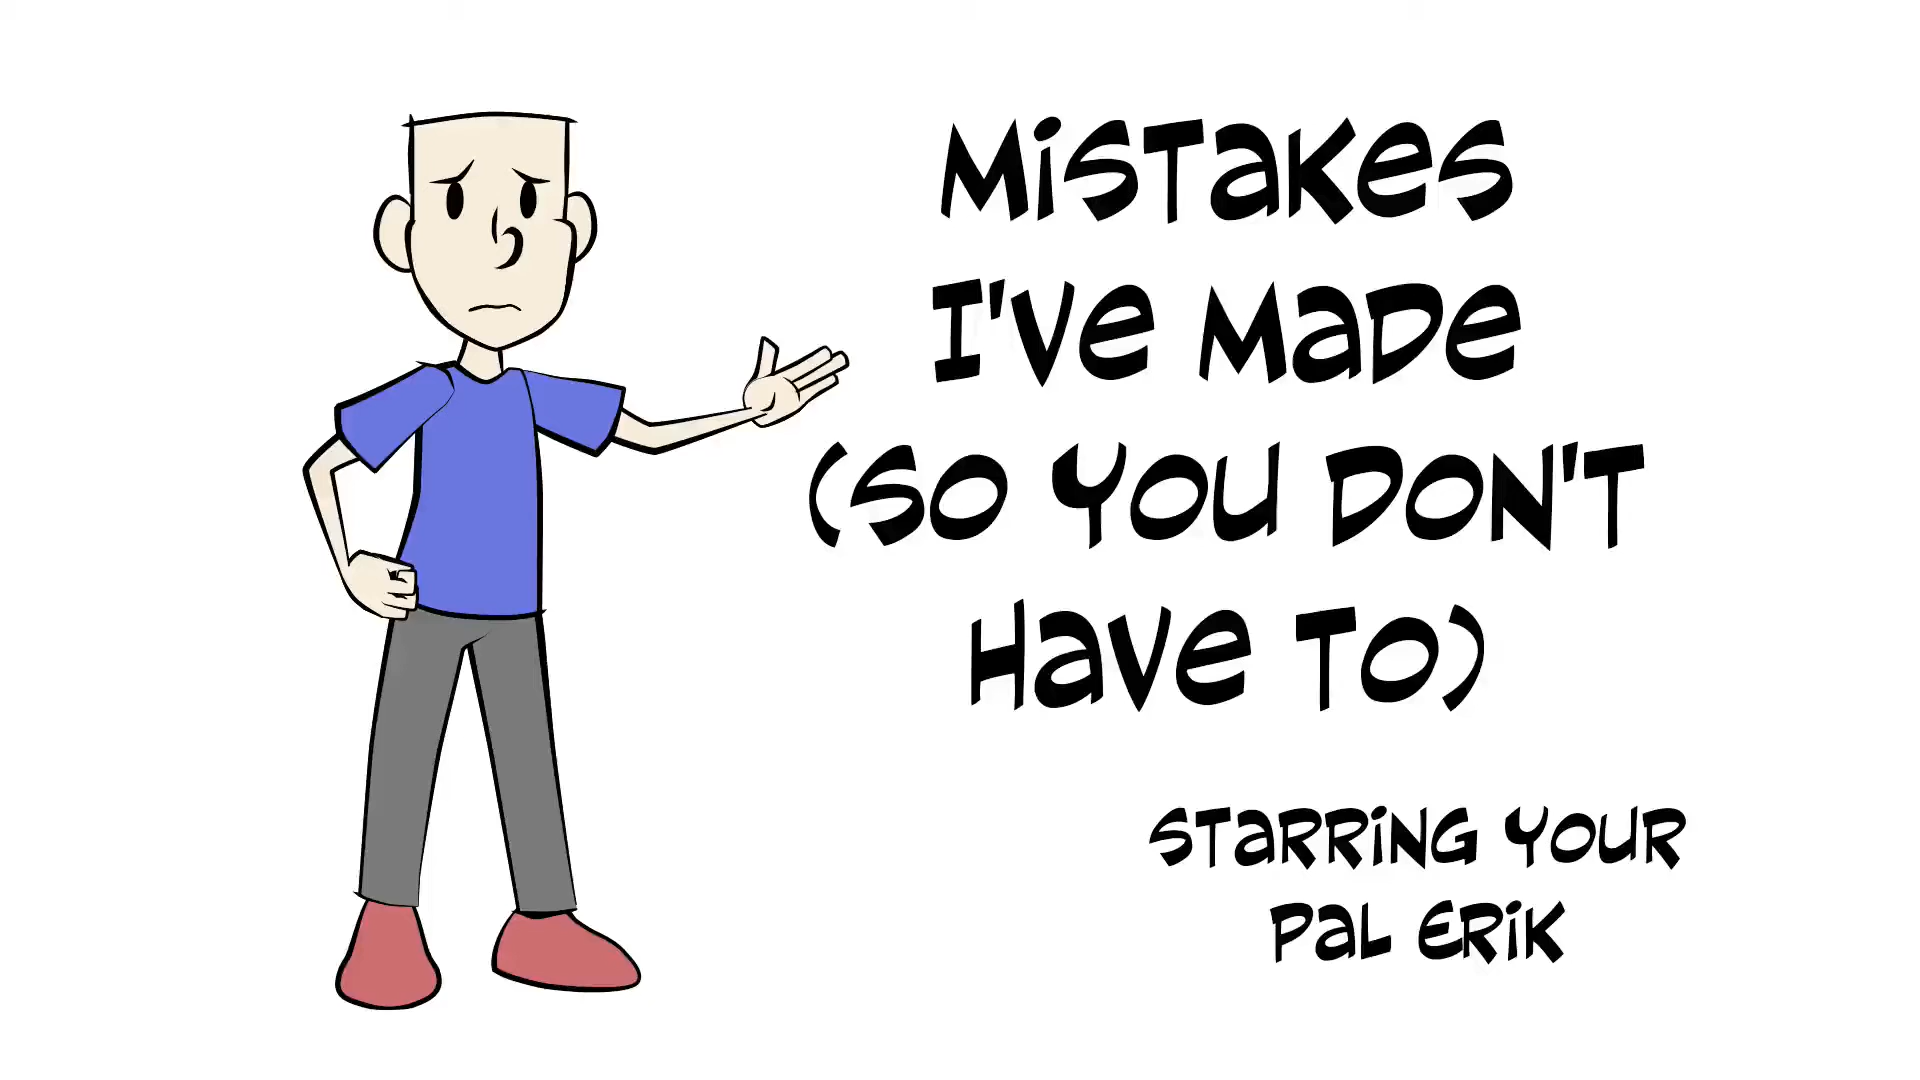 Mistakes
I've Made
(So You Don't
Have To)
Starring Your
Pal Erik